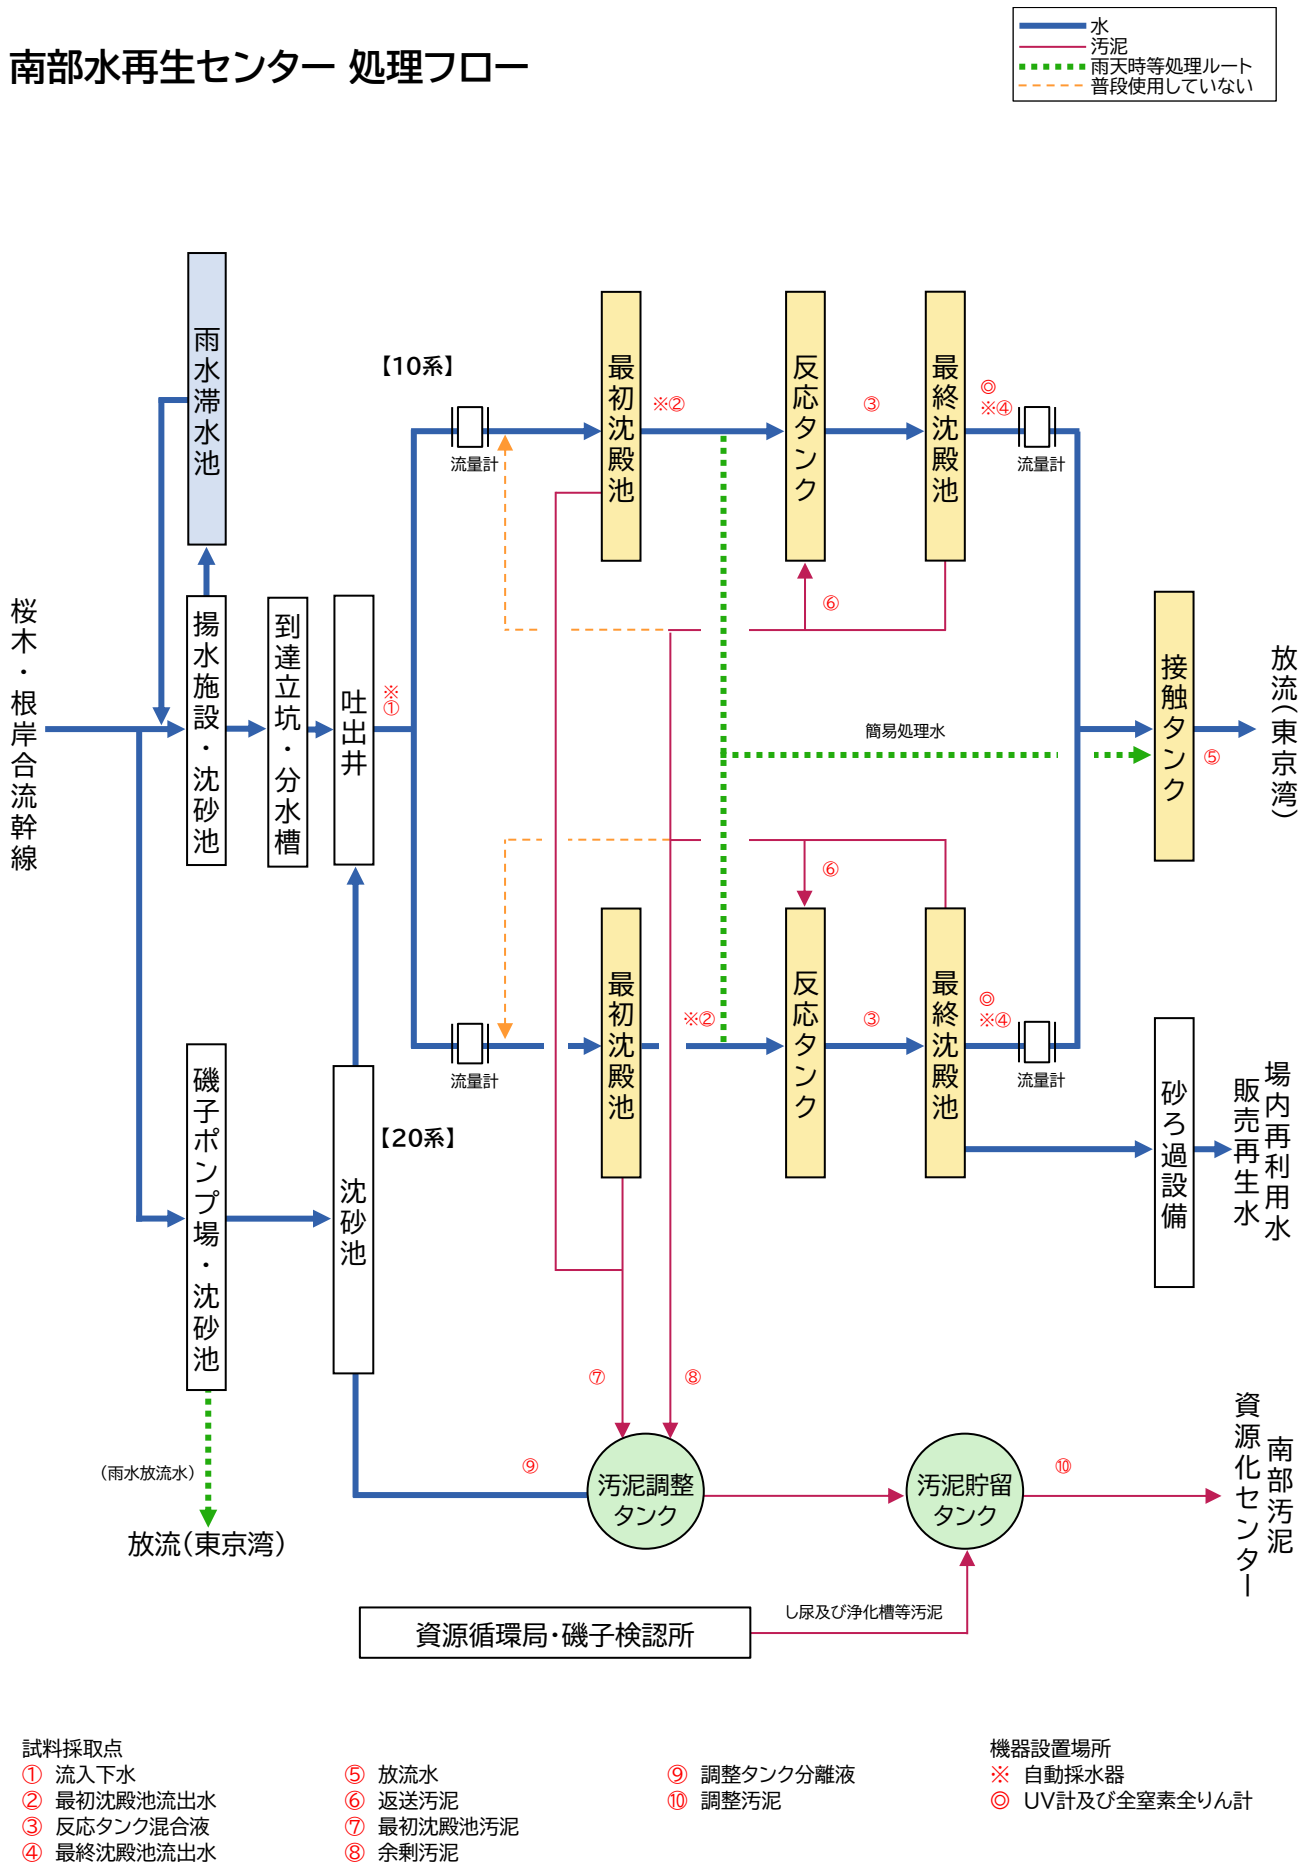 南部水再生センター 処理フロー
水
汚泥
雨天時等処理ルート
普段使用していない
雨水滞水池
【10系】
流量計
最初沈殿池
※②
反応タンク
③
最終沈殿池
◎
※④
流量計
桜木・根岸合流幹線
揚水施設・沈砂池
到達立坑・分水槽
吐出井
※
①
⑥
簡易処理水
接触タンク
⑤
放流(東京湾)
⑥
【20系】
流量計
最初沈殿池
※②
反応タンク
③
最終沈殿池
◎
※④
流量計
磯子ポンプ場・沈砂池
沈砂池
砂ろ過設備
場内再利用水
販売再生水
(雨水放流水)
放流(東京湾)
⑦
⑧
⑨
汚泥調整
タンク
汚泥貯留
タンク
⑩
南部汚泥
資源化センター
資源循環局・磯子検認所
し尿及び浄化槽等汚泥
試料採取点
① 流入下水
② 最初沈殿池流出水
③ 反応タンク混合液
④ 最終沈殿池流出水
⑤ 放流水
⑥ 返送汚泥
⑦ 最初沈殿池汚泥
⑧ 余剰汚泥
⑨ 調整タンク分離液
⑩ 調整汚泥
機器設置場所
※ 自動採水器
◎ UV計及び全窒素全りん計